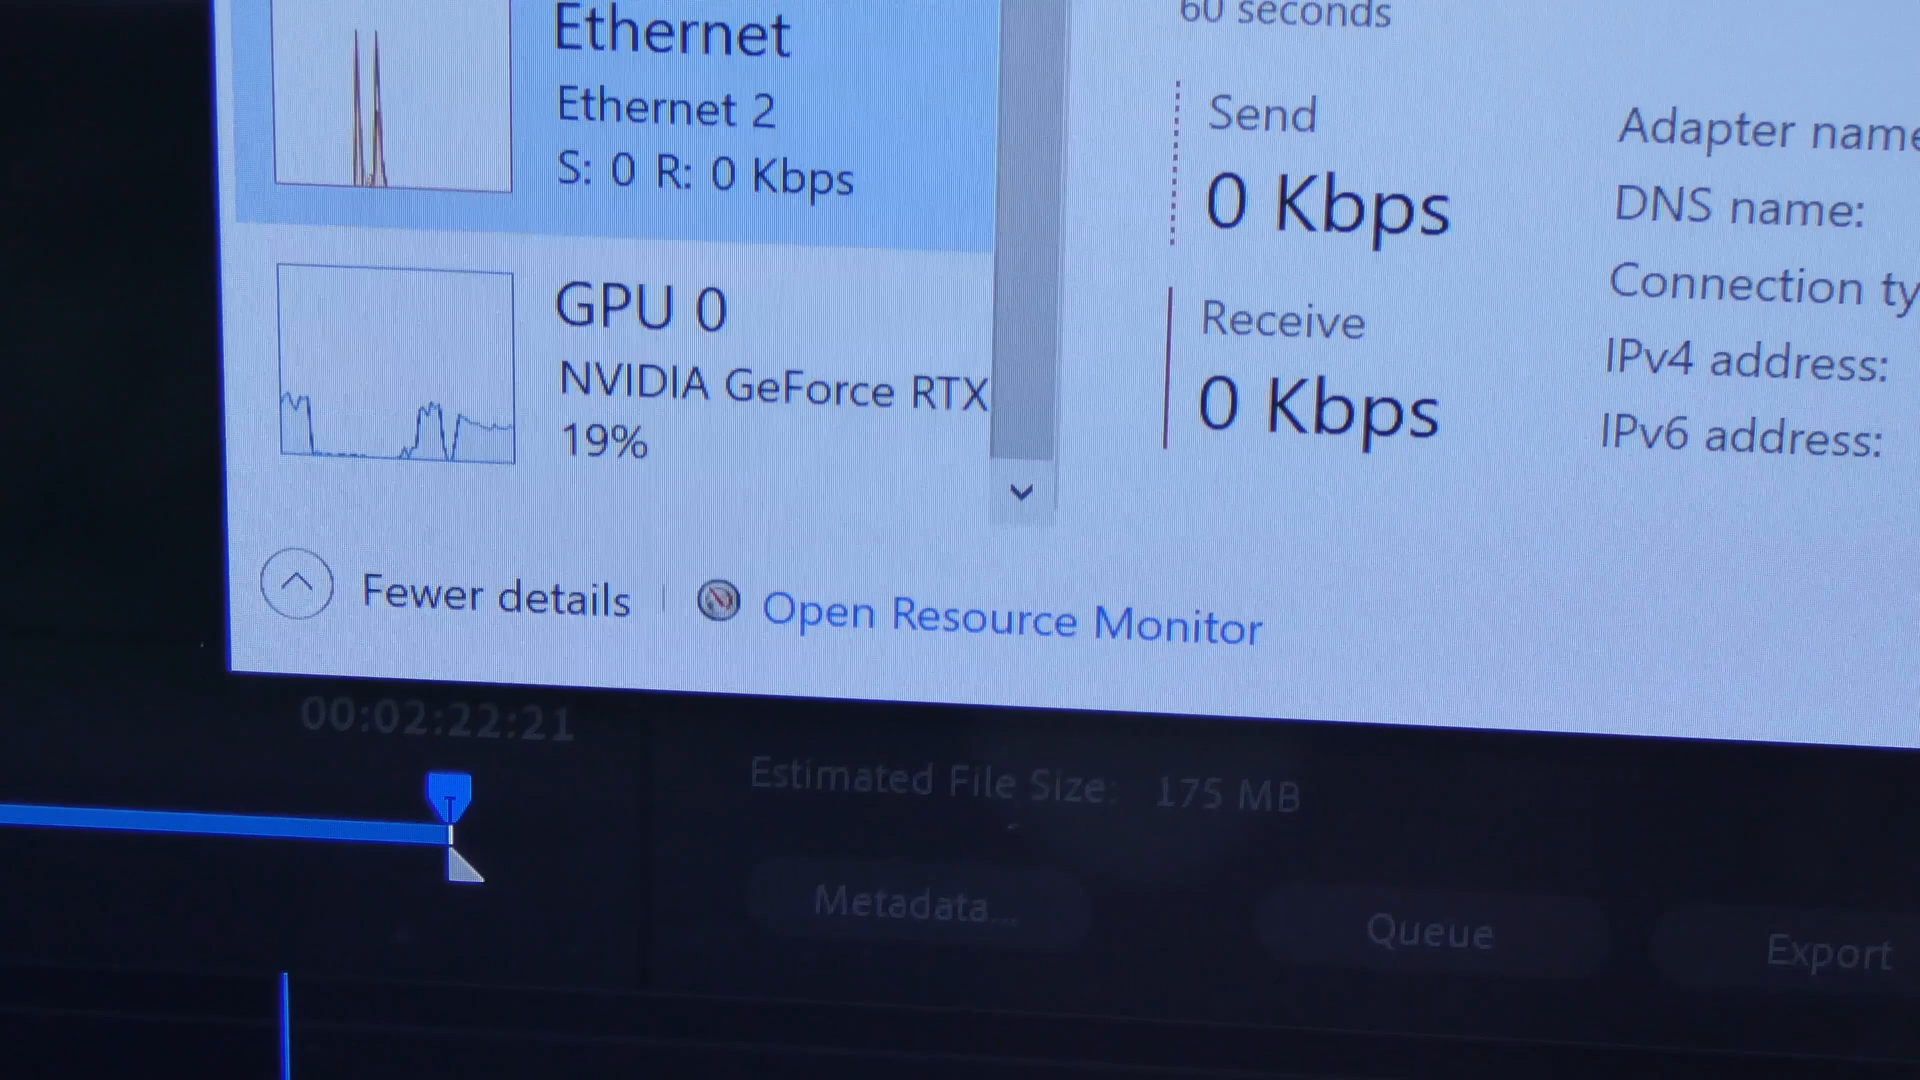 60 seconds
Ethernet
Ethernet 2
S: 0 R: 0 Kbps
GPU 0
NVIDIA GeForce RTX
19%
Send
0 Kbps
Receive
0 Kbps
Adapter name
DNS name:
Connection ty
IPv4 address:
IPv6 address:
Fewer details
Open Resource Monitor
00:02:22:21
Estimated File Size: 175 MB
Metadata...
Queue
Export